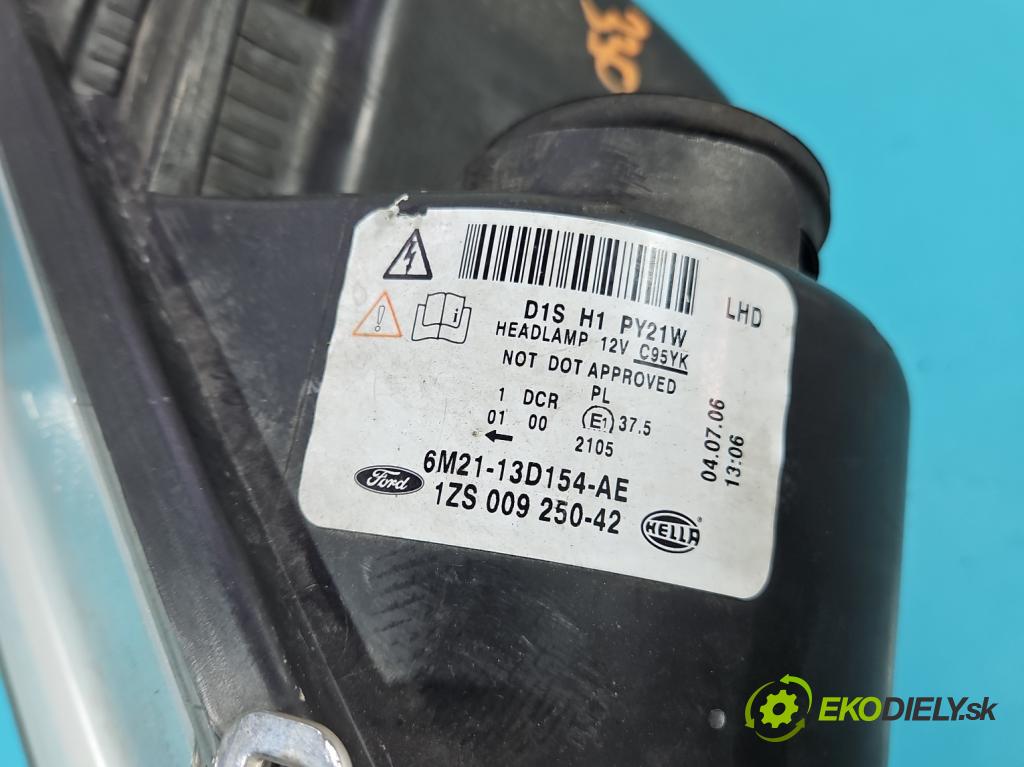 330
LHD
D1S H1 PY21W
HEADLAMP 12V C95YK
NOT DOT APPROVED
1 DCR PL
01 00 E1 37.5
2105
04.07.06
13:06
6M21-13D154-AE
Ford
1ZS 009 250-42
HELLA
EKODIELY.sk